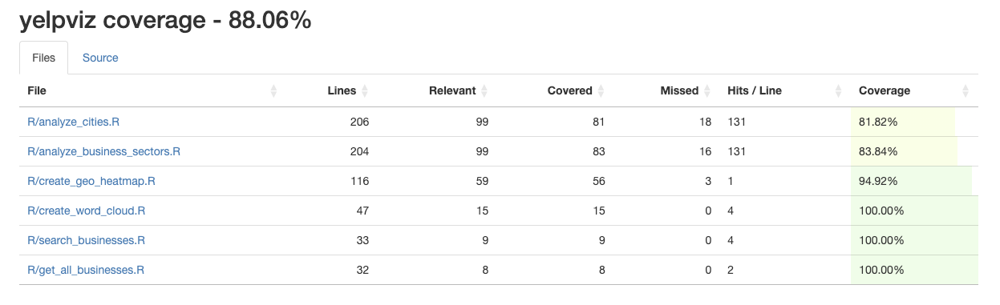 yelpviz coverage - 88.06%
Files Source
File Lines Relevant Covered Missed Hits / Line Coverage
R/analyze_cities.R 206 99 81 18 131 81.82%
R/analyze_business_sectors.R 204 99 83 16 131 83.84%
R/create_geo_heatmap.R 116 59 56 3 1 94.92%
R/create_word_cloud.R 47 15 15 0 4 100.00%
R/search_businesses.R 33 9 9 0 4 100.00%
R/get_all_businesses.R 32 8 8 0 2 100.00%